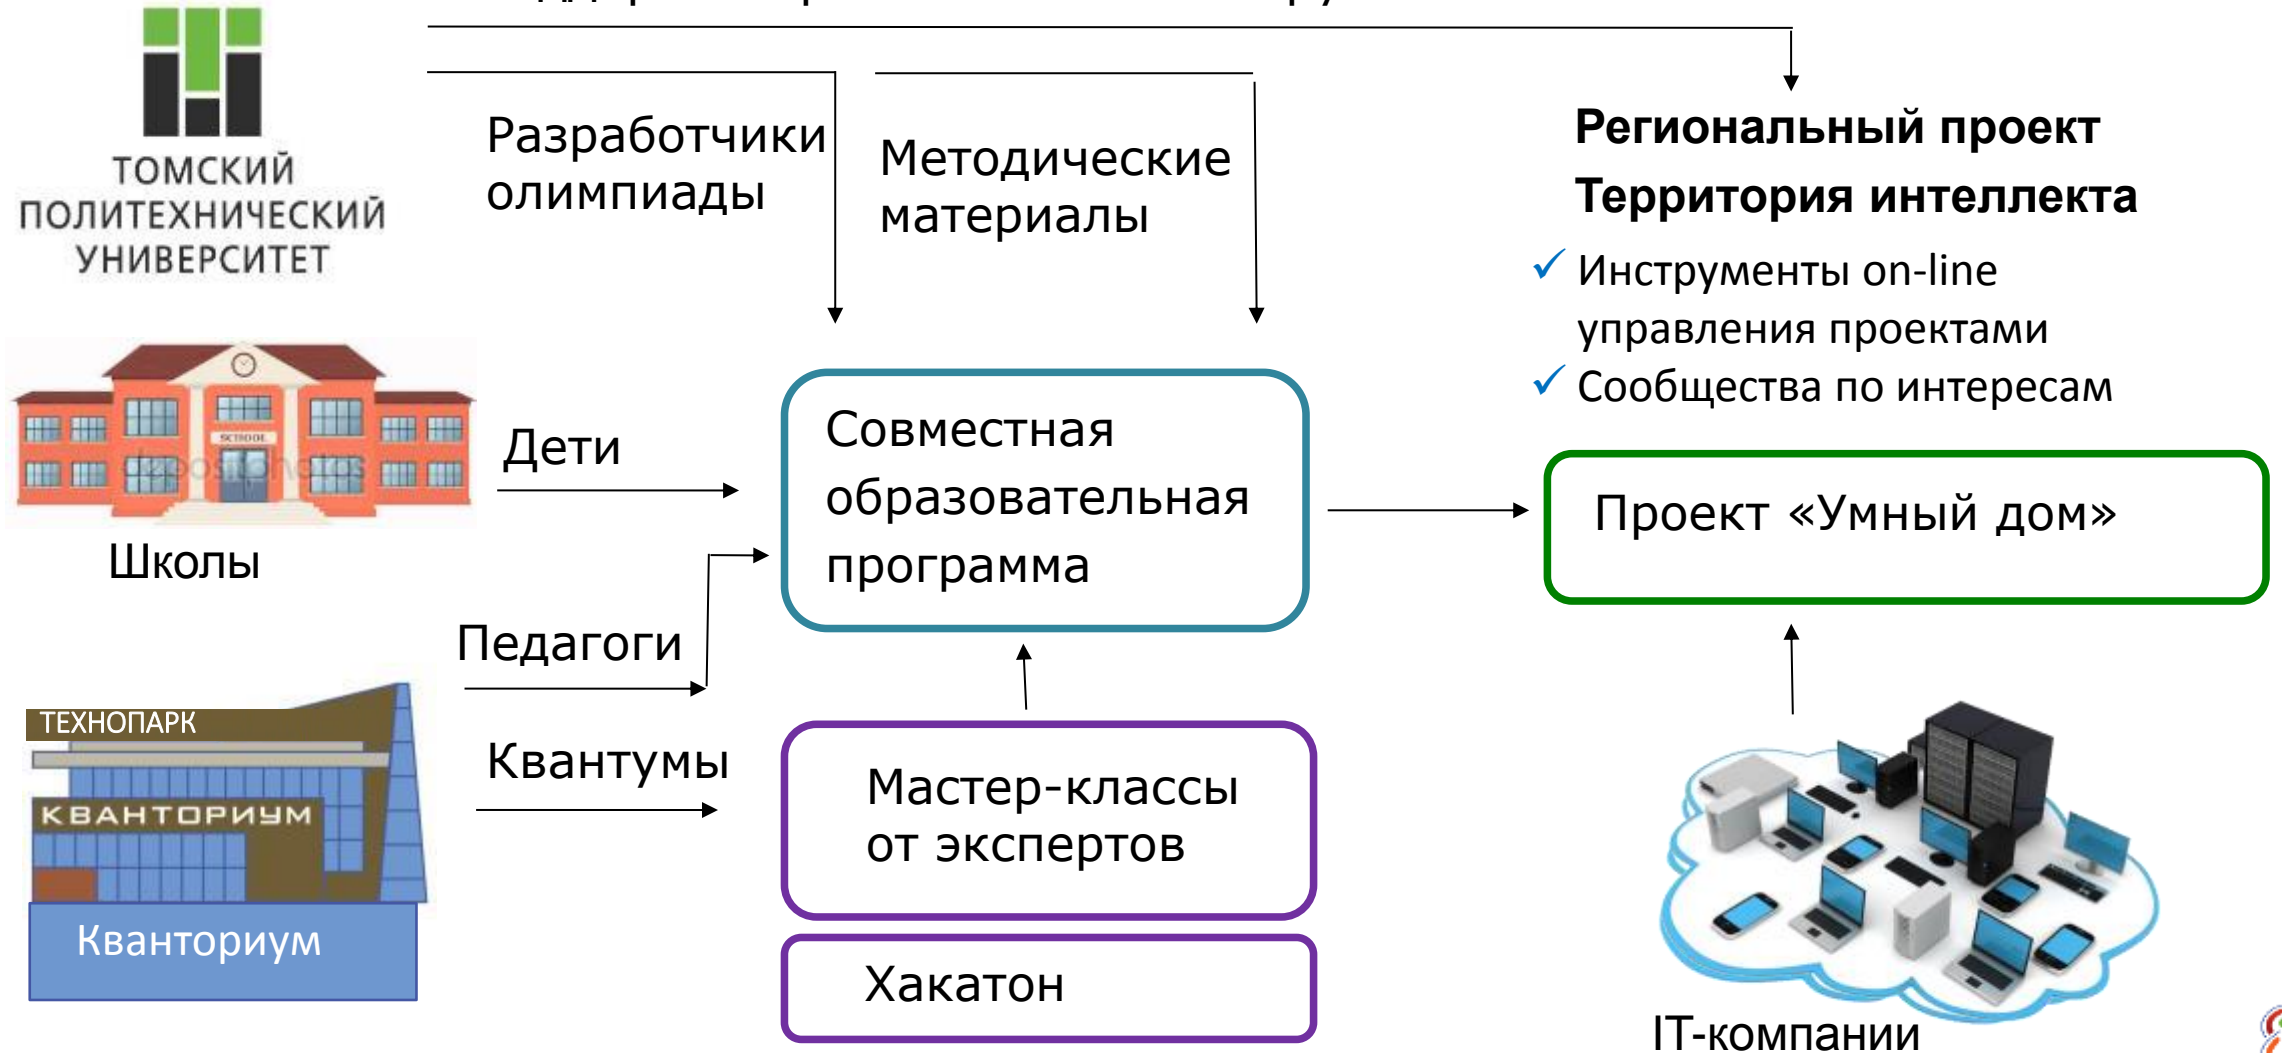 ТОМСКИЙ
ПОЛИТЕХНИЧЕСКИЙ
УНИВЕРСИТЕТ
Разработчики
олимпиады
Методические
материалы
Региональный проект
Территория интеллекта
✓ Инструменты on-line
управления проектами
✓ Сообщества по интересам
SCHOOL
depositphotos
Школы
Дети
Совместная
образовательная
программа
Проект «Умный дом»
Педагоги
ТЕХНОПАРК
КВАНТОРИУМ
Кванториум
Квантумы
Мастер-классы
от экспертов
Хакатон
IT-компании